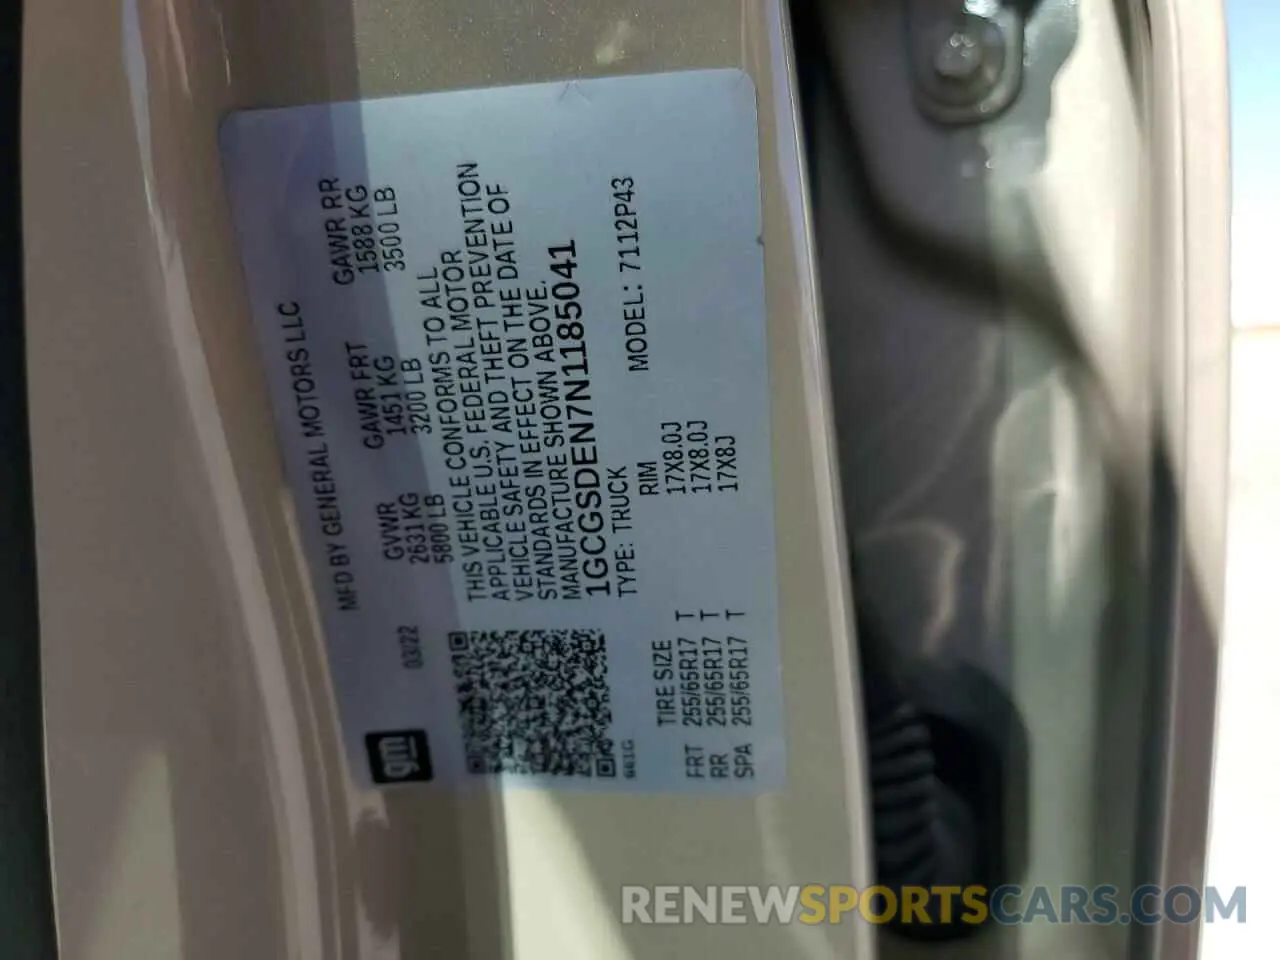 MFD BY GENERAL MOTORS LLC
03/22 GVWR GAWR FRT GAWR RR
2631 KG 1451 KG 1588 KG
5800 LB 3200 LB 3500 LB
THIS VEHICLE CONFORMS TO ALL
APPLICABLE U.S. FEDERAL MOTOR
VEHICLE SAFETY AND THEFT PREVENTION
STANDARDS IN EFFECT ON THE DATE OF
MANUFACTURE SHOWN ABOVE.
1GCGSDEN7N1185041
TYPE: TRUCK MODEL: 7112P43
gm
661G
TIRE SIZE RIM
FRT 255/65R17 T 17X8.0J
RR 255/65R17 T 17X8.0J
SPA 255/65R17 T 17X8J
RENEWSPORTSCARS.COM